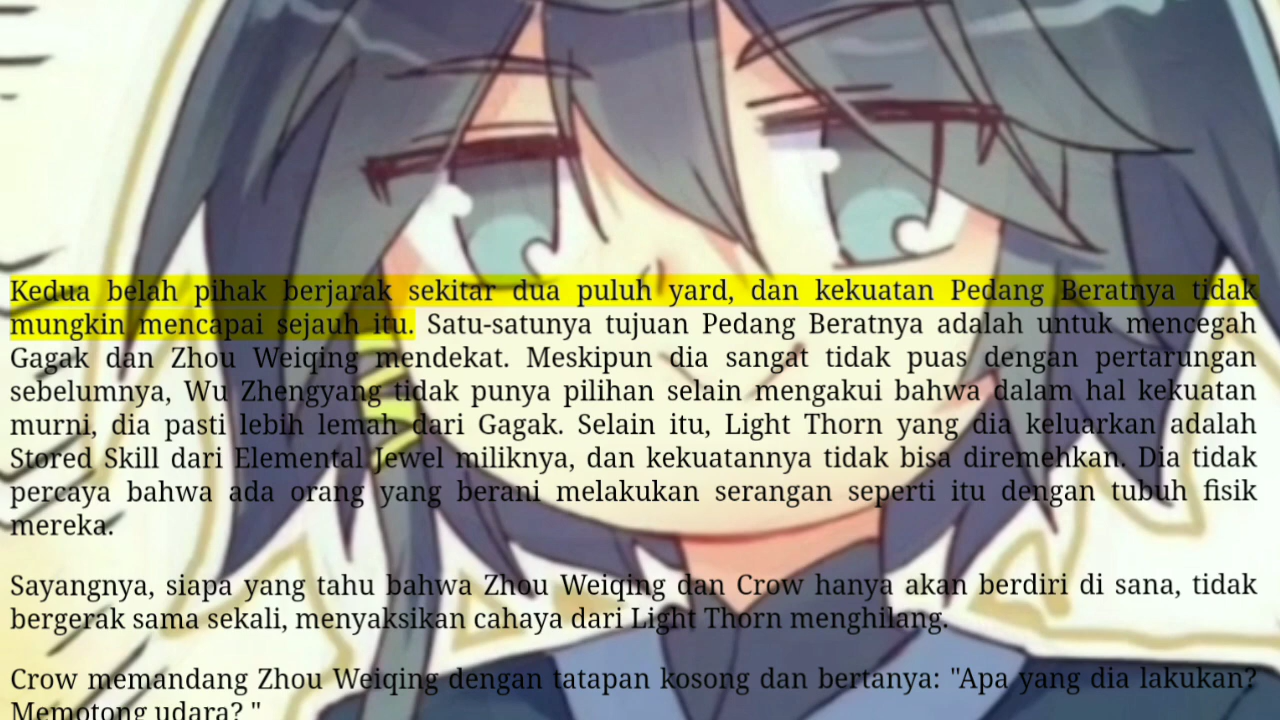 Kedua belah pihak berjarak sekitar dua puluh yard, dan kekuatan Pedang Beratnya tidak
mungkin mencapai sejauh itu. Satu-satunya tujuan Pedang Beratnya adalah untuk mencegah
Gagak dan Zhou Weiqing mendekat. Meskipun dia sangat tidak puas dengan pertarungan
sebelumnya, Wu Zhengyang tidak punya pilihan selain mengakui bahwa dalam hal kekuatan
murni, dia pasti lebih lemah dari Gagak. Selain itu, Light Thorn yang dia keluarkan adalah
Stored Skill dari Elemental Jewel miliknya, dan kekuatannya tidak bisa diremehkan. Dia tidak
percaya bahwa ada orang yang berani melakukan serangan seperti itu dengan tubuh fisik
mereka.
Sayangnya, siapa yang tahu bahwa Zhou Weiqing dan Crow hanya akan berdiri di sana, tidak
bergerak sama sekali, menyaksikan cahaya dari Light Thorn menghilang.
Crow memandang Zhou Weiqing dengan tatapan kosong dan bertanya: "Apa yang dia lakukan?
Memotong udara? "